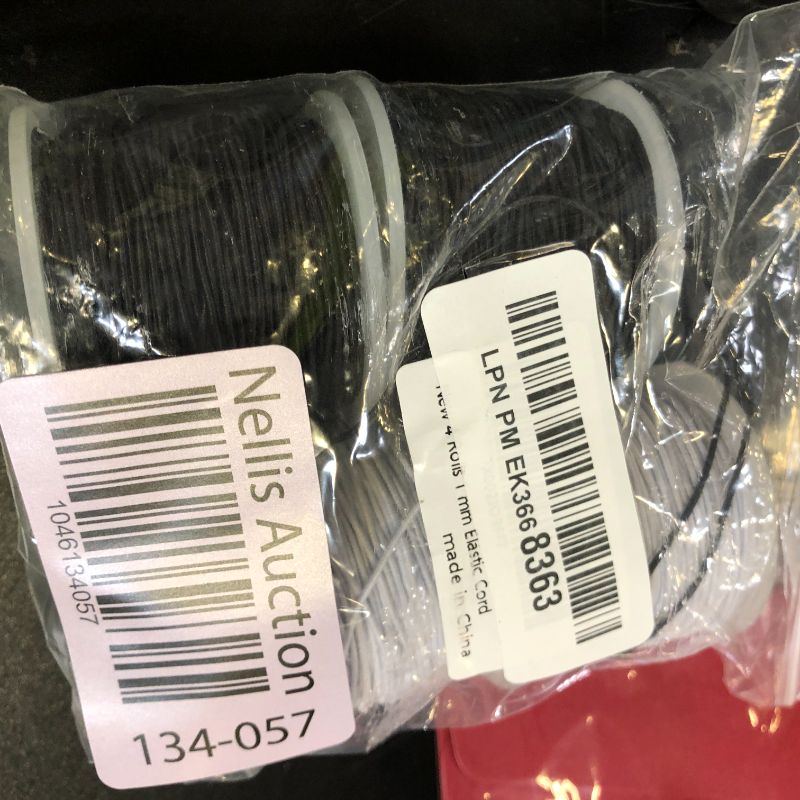 Nellis Auction
1046134057
134-057
LPN PM EK366 8363
New 4 Rolls 1 mm Elastic Cord
made in China